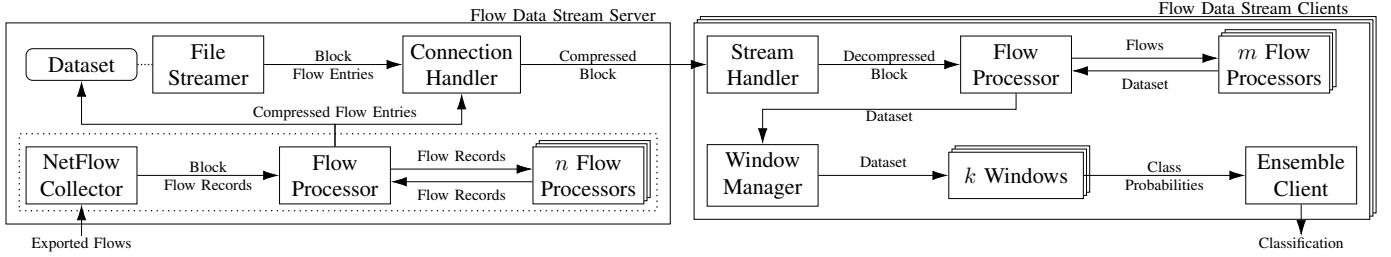 Flow Data Stream Server
Dataset
File
Streamer
Block
Flow Entries
Connection
Handler
Compressed
Block
Compressed Flow Entries
NetFlow
Collector
Block
Flow Records
Flow
Processor
Flow Records
Flow Records
n Flow
Processors
Exported Flows
Flow Data Stream Clients
Stream
Handler
Decompressed
Block
Flow
Processor
Flows
Dataset
m Flow
Processors
Dataset
Window
Manager
Dataset
k Windows
Class
Probabilities
Ensemble
Client
Classification